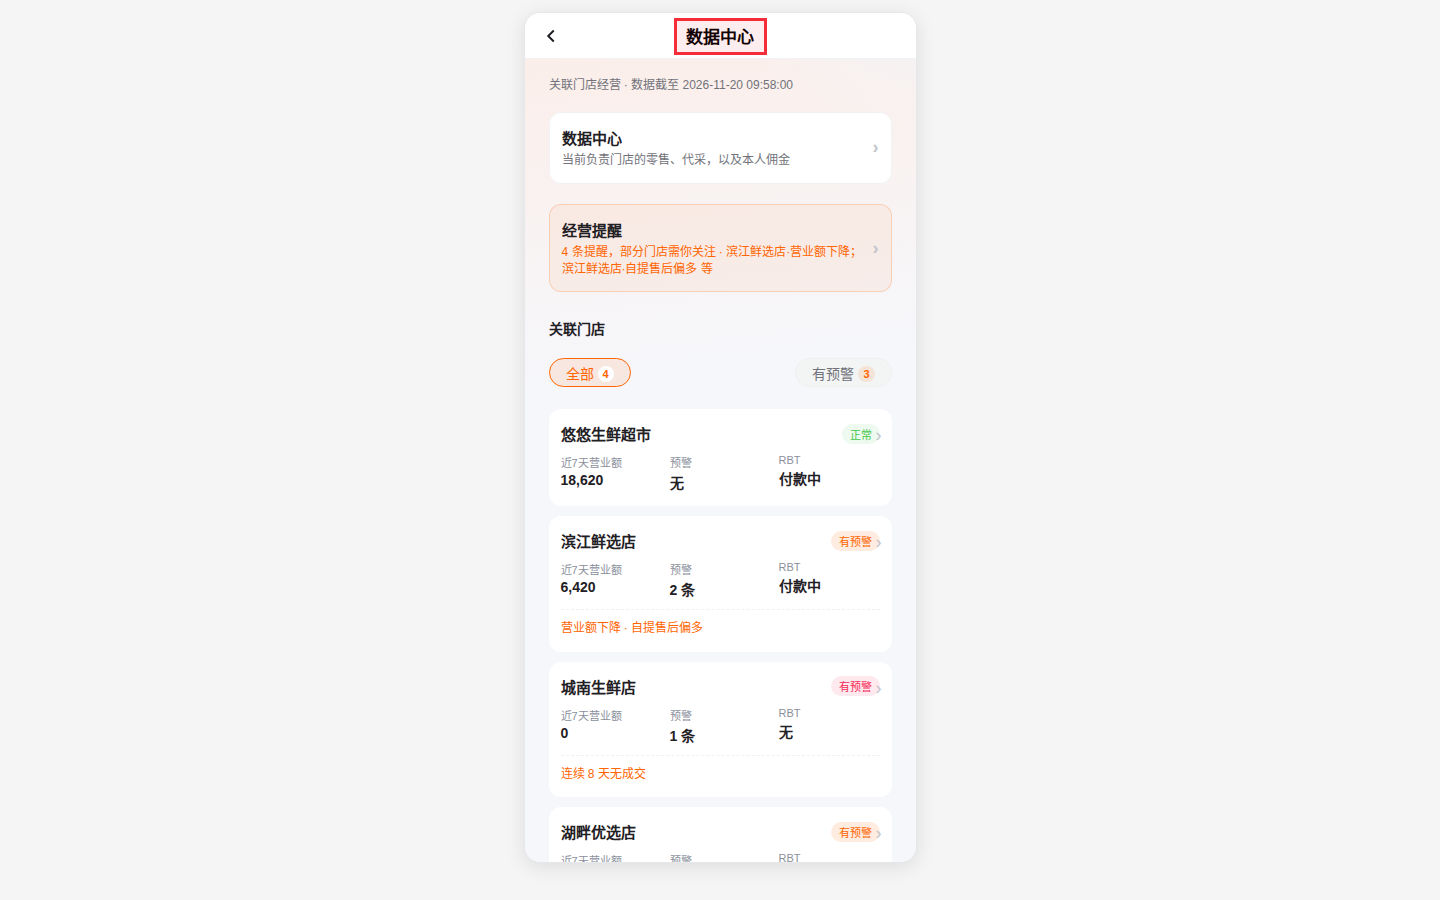 数据中心
关联门店经营 · 数据截至 2026-11-20 09:58:00
数据中心
当前负责门店的零售、代采，以及本人佣金
经营提醒
4 条提醒，部分门店需你关注 · 滨江鲜选店·营业额下降；
滨江鲜选店·自提售后偏多 等
关联门店
全部 4
有预警 3
悠悠生鲜超市
正常
近7天营业额
预警
RBT
18,620
无
付款中
滨江鲜选店
有预警
近7天营业额
预警
RBT
6,420
2 条
付款中
营业额下降 · 自提售后偏多
城南生鲜店
有预警
近7天营业额
预警
RBT
0
1 条
无
连续 8 天无成交
湖畔优选店
有预警
近7天营业额
预警
RBT